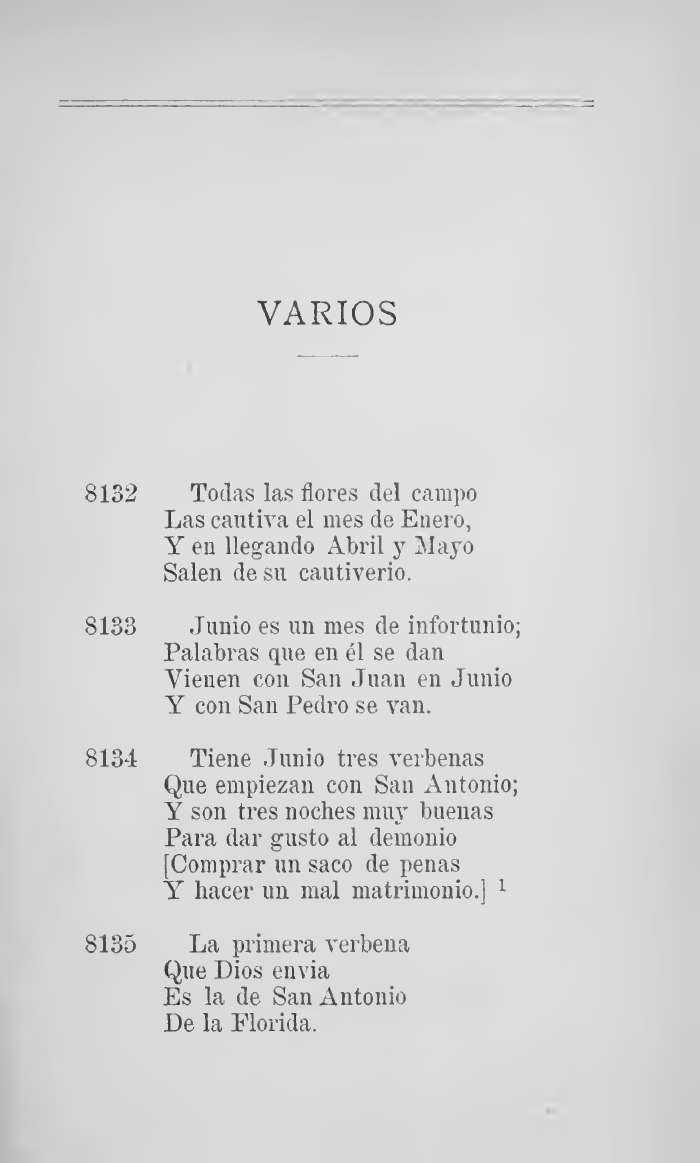 VARIOS
8132 Todas las flores del campo
Las cautiva el mes de Enero,
Y en llegando Abril y Mayo
Salen de su cautiverio.
8133 Junio es un mes de infortunio;
Palabras que en él se dan
Vienen con San Juan en Junio
Y con San Pedro se van.
8134 Tiene Junio tres verbenas
Que empiezan con San Antonio;
Y son tres noches muy buenas
Para dar gusto al demonio
[Comprar un saco de penas
Y hacer un mal matrimonio.] 1
8135 La primera verbena
Que Dios envia
Es la de San Antonio
De la Florida.